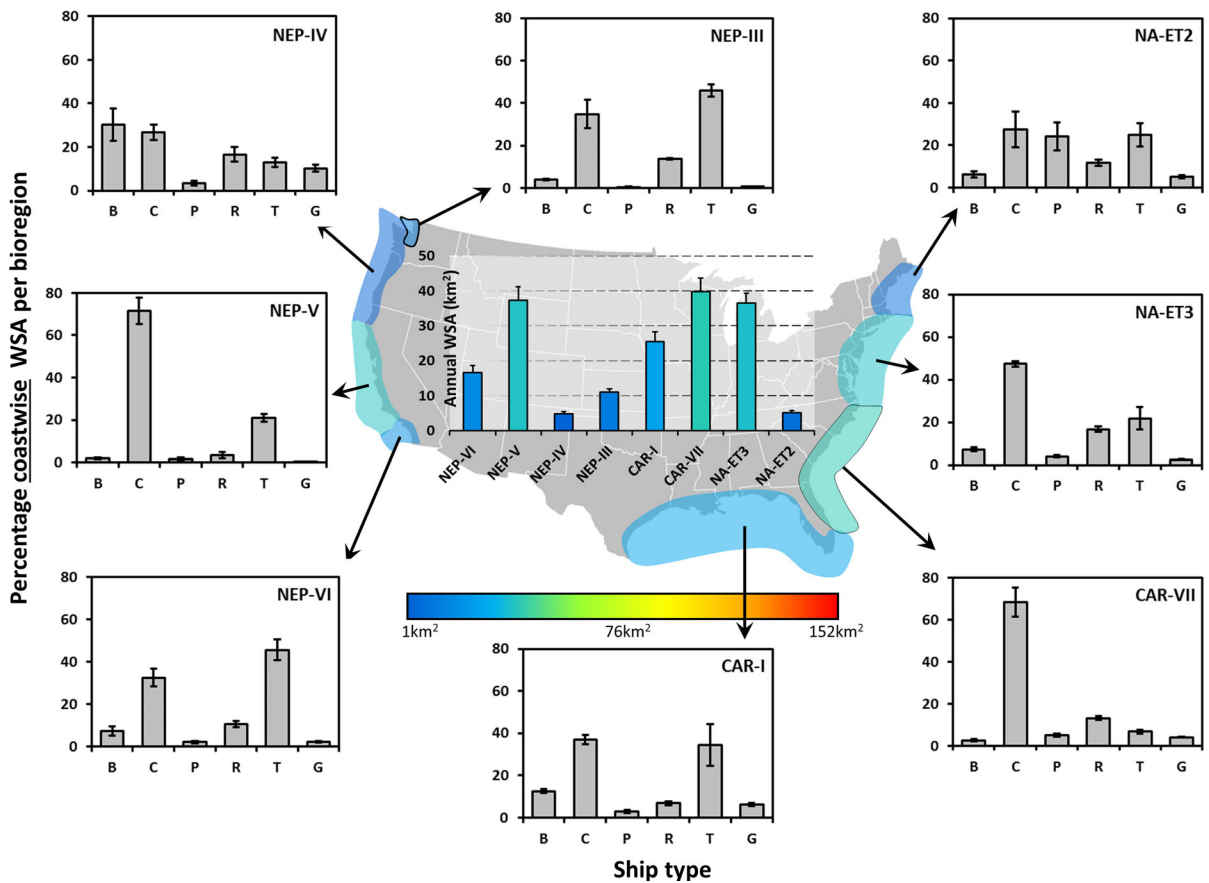 Percentage coastwise WSA per bioregion
NEP-IV
80
60
40
20
0
B C P R T G
NEP-III
80
60
40
20
0
B C P R T G
NA-ET2
80
60
40
20
0
B C P R T G
NEP-V
80
60
40
20
0
B C P R T G
Annual WSA (km²)
50
40
30
20
10
0
NEP-VI NEP-V NEP-IV NEP-III CAR-I CAR-VII NA-ET3 NA-ET2
NA-ET3
80
60
40
20
0
B C P R T G
NEP-VI
80
60
40
20
0
B C P R T G
1km² 76km² 152km²
CAR-I
80
60
40
20
0
B C P R T G
CAR-VII
80
60
40
20
0
B C P R T G
Ship type